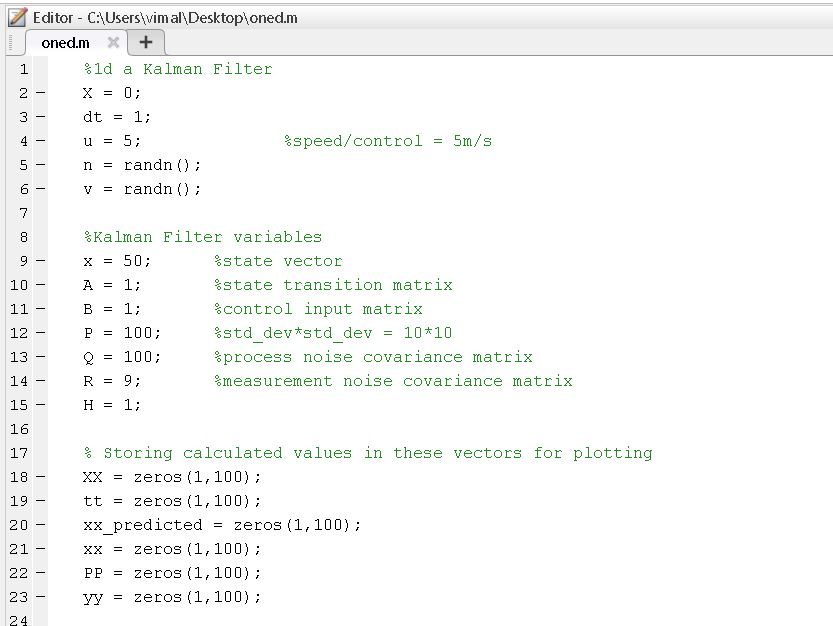 Editor - C:\Users\vimal\Desktop\oned.m
oned.m × +
1 %1d a Kalman Filter
2 – X = 0;
3 – dt = 1;
4 – u = 5; %speed/control = 5m/s
5 – n = randn();
6 – v = randn();
7
8 %Kalman Filter variables
9 – x = 50; %state vector
10 – A = 1; %state transition matrix
11 – B = 1; %control input matrix
12 – P = 100; %std_dev*std_dev = 10*10
13 – Q = 100; %process noise covariance matrix
14 – R = 9; %measurement noise covariance matrix
15 – H = 1;
16
17 % Storing calculated values in these vectors for plotting
18 – XX = zeros(1,100);
19 – tt = zeros(1,100);
20 – xx_predicted = zeros(1,100);
21 – xx = zeros(1,100);
22 – PP = zeros(1,100);
23 – yy = zeros(1,100);
24